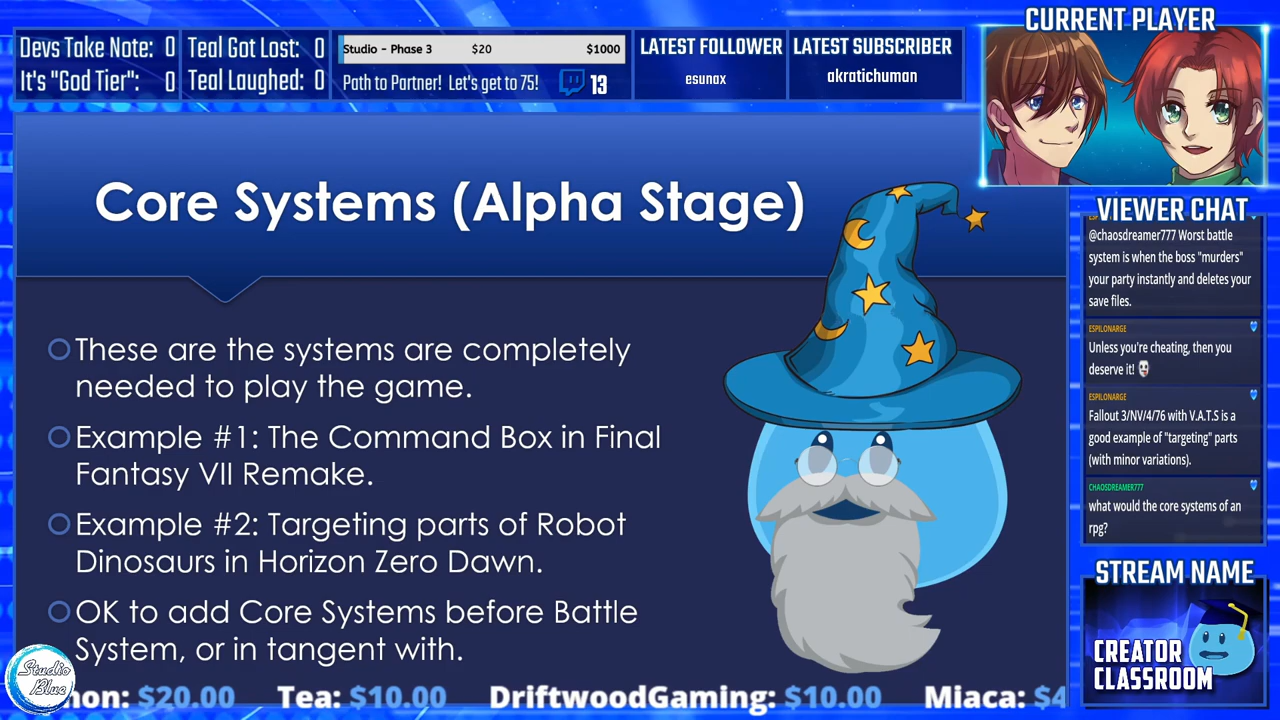 Devs Take Note: 0
It's "God Tier": 0
Teal Got Lost: 0
Teal Laughed: 0
Studio - Phase 3 $20 $1000
Path to Partner! Let's get to 75! 13
LATEST FOLLOWER
esunax
LATEST SUBSCRIBER
akratichuman
CURRENT PLAYER
Core Systems (Alpha Stage)
These are the systems are completely
needed to play the game.
Example #1: The Command Box in Final
Fantasy VII Remake.
Example #2: Targeting parts of Robot
Dinosaurs in Horizon Zero Dawn.
OK to add Core Systems before Battle
System, or in tangent with.
VIEWER CHAT
@chaosdreamer777 Worst battle
system is when the boss "murders"
your party instantly and deletes your
save files.
ESPILONARGE
Unless you're cheating, then you
deserve it!
ESPILONARGE
Fallout 3/NV/4/76 with V.A.T.S is a
good example of "targeting" parts
(with minor variations).
CHAOSDREAMER777
what would the core systems of an
rpg?
STREAM NAME
CREATOR
CLASSROOM
Studio
Blue
mon: $20.00 Tea: $10.00 DriftwoodGaming: $10.00 Miaca: $4